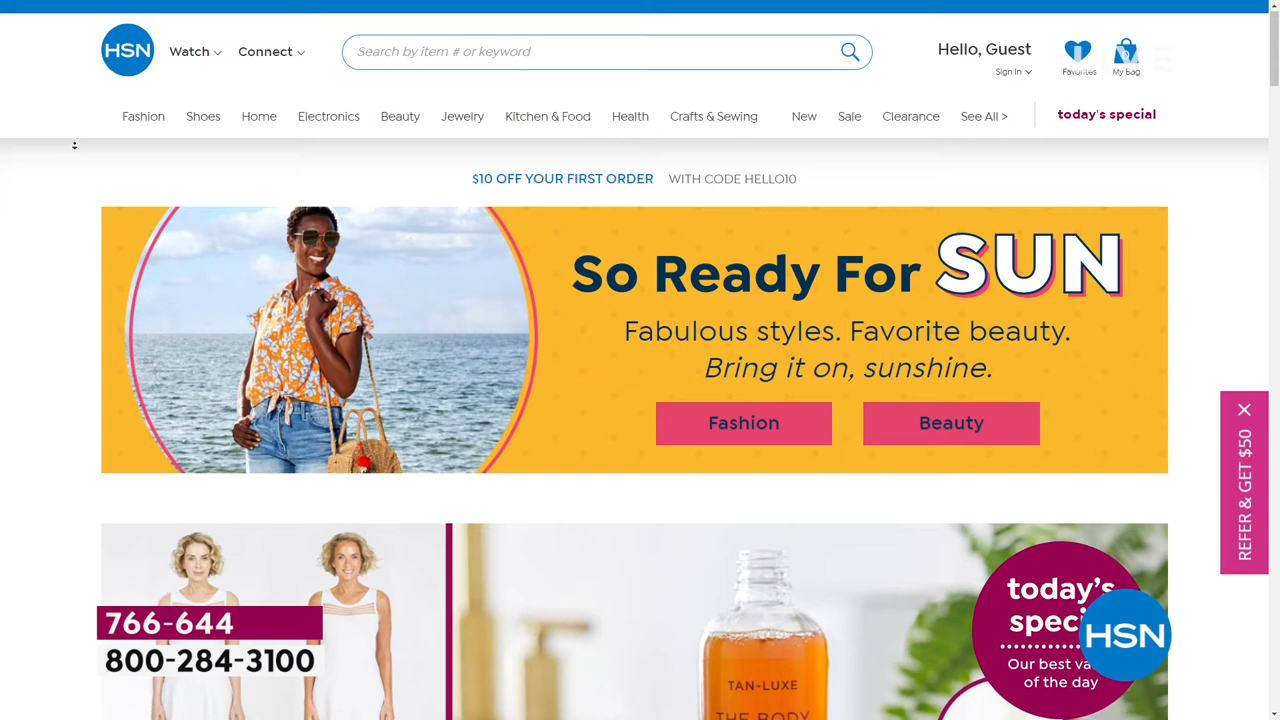 HSN
Watch
Connect
Search by item # or keyword
Hello, Guest
Sign In
Favorites
My Bag
0
Fashion
Shoes
Home
Electronics
Beauty
Jewelry
Kitchen & Food
Health
Crafts & Sewing
New
Sale
Clearance
See All >
today's special
$10 OFF YOUR FIRST ORDER WITH CODE HELLO10
So Ready For SUN
Fabulous styles. Favorite beauty.
Bring it on, sunshine.
Fashion
Beauty
REFER & GET $50
766-644
800-284-3100
TAN-LUXE
THE BODY
today's
HSN
Our best
of the day